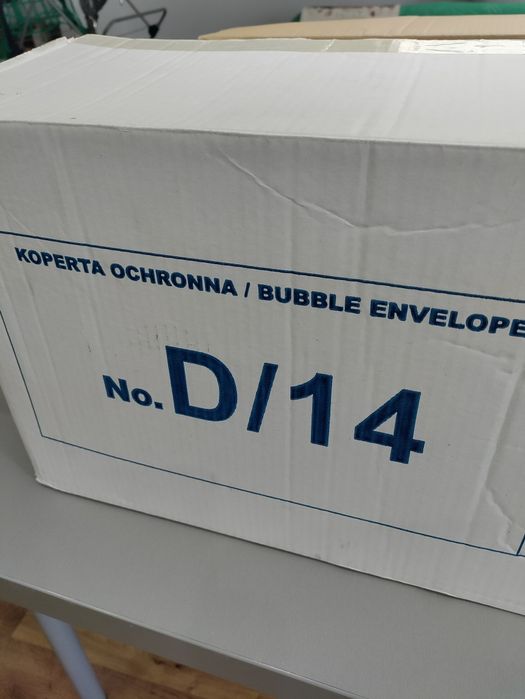 KOPERTA OCHRONNA / BUBBLE ENVELOPE
No. D/14